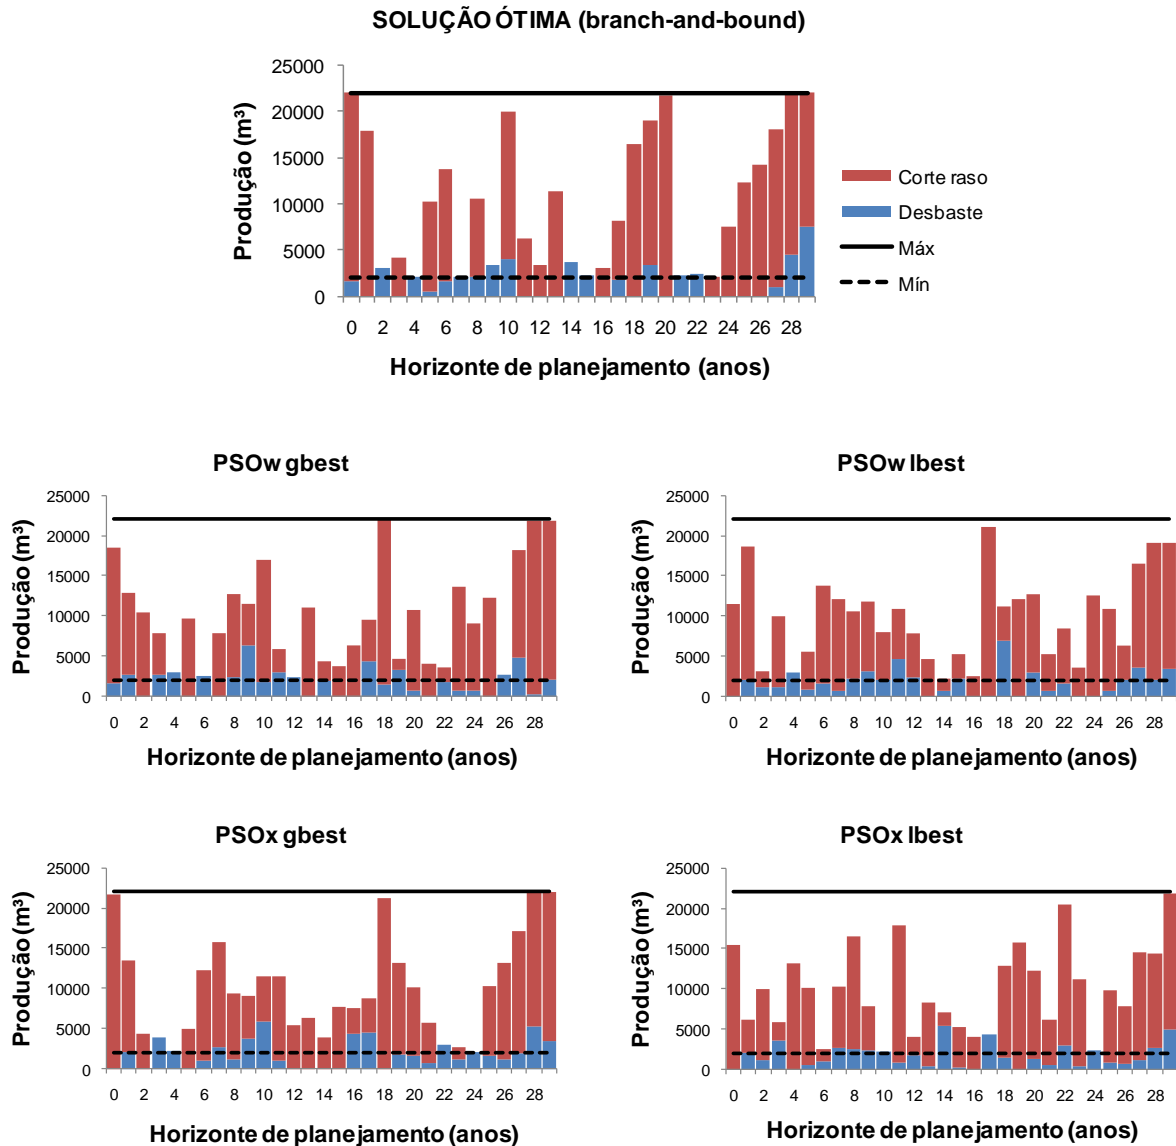 SOLUÇÃO ÓTIMA (branch-and-bound)
Produção (m³)
25000
20000
15000
10000
5000
0
0 2 4 6 8 10 12 14 16 18 20 22 24 26 28
Horizonte de planejamento (anos)
Corte raso
Desbaste
Máx
Mín
PSOw gbest
Produção (m³)
25000
20000
15000
10000
5000
0
0 2 4 6 8 10 12 14 16 18 20 22 24 26 28
Horizonte de planejamento (anos)
PSOw lbest
Produção (m³)
25000
20000
15000
10000
5000
0
0 2 4 6 8 10 12 14 16 18 20 22 24 26 28
Horizonte de planejamento (anos)
PSOx gbest
Produção (m³)
25000
20000
15000
10000
5000
0
0 2 4 6 8 10 12 14 16 18 20 22 24 26 28
Horizonte de planejamento (anos)
PSOx lbest
Produção (m³)
25000
20000
15000
10000
5000
0
0 2 4 6 8 10 12 14 16 18 20 22 24 26 28
Horizonte de planejamento (anos)